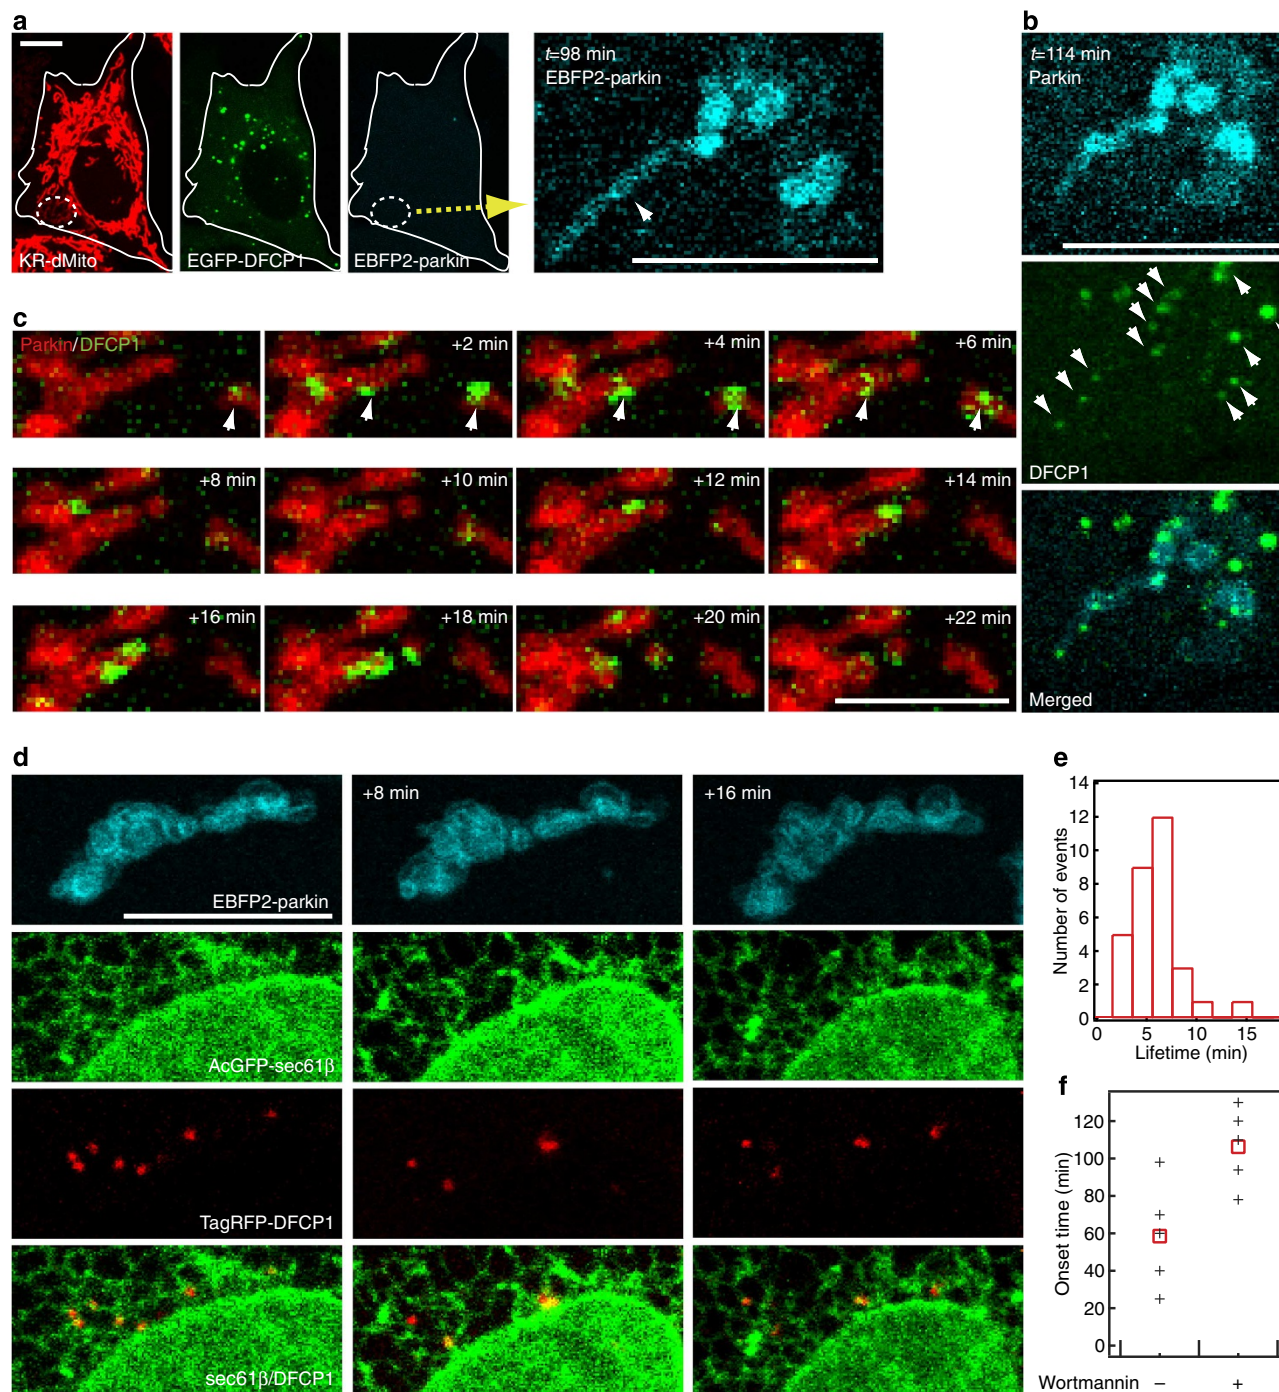 a
t=98 min
EBFP2-parkin
KR-dMito
EGFP-DFCP1
EBFP2-parkin
b
t=114 min
Parkin
DFCP1
Merged
c
Parkin/DFCP1
+2 min
+4 min
+6 min
+8 min
+10 min
+12 min
+14 min
+16 min
+18 min
+20 min
+22 min
d
EBFP2-parkin
+8 min
+16 min
AcGFP-sec61β
TagRFP-DFCP1
sec61β/DFCP1
e
Number of events
14
12
10
8
6
4
2
0
0 5 10 15
Lifetime (min)
f
Onset time (min)
120
100
80
60
40
20
0
Wortmannin − +